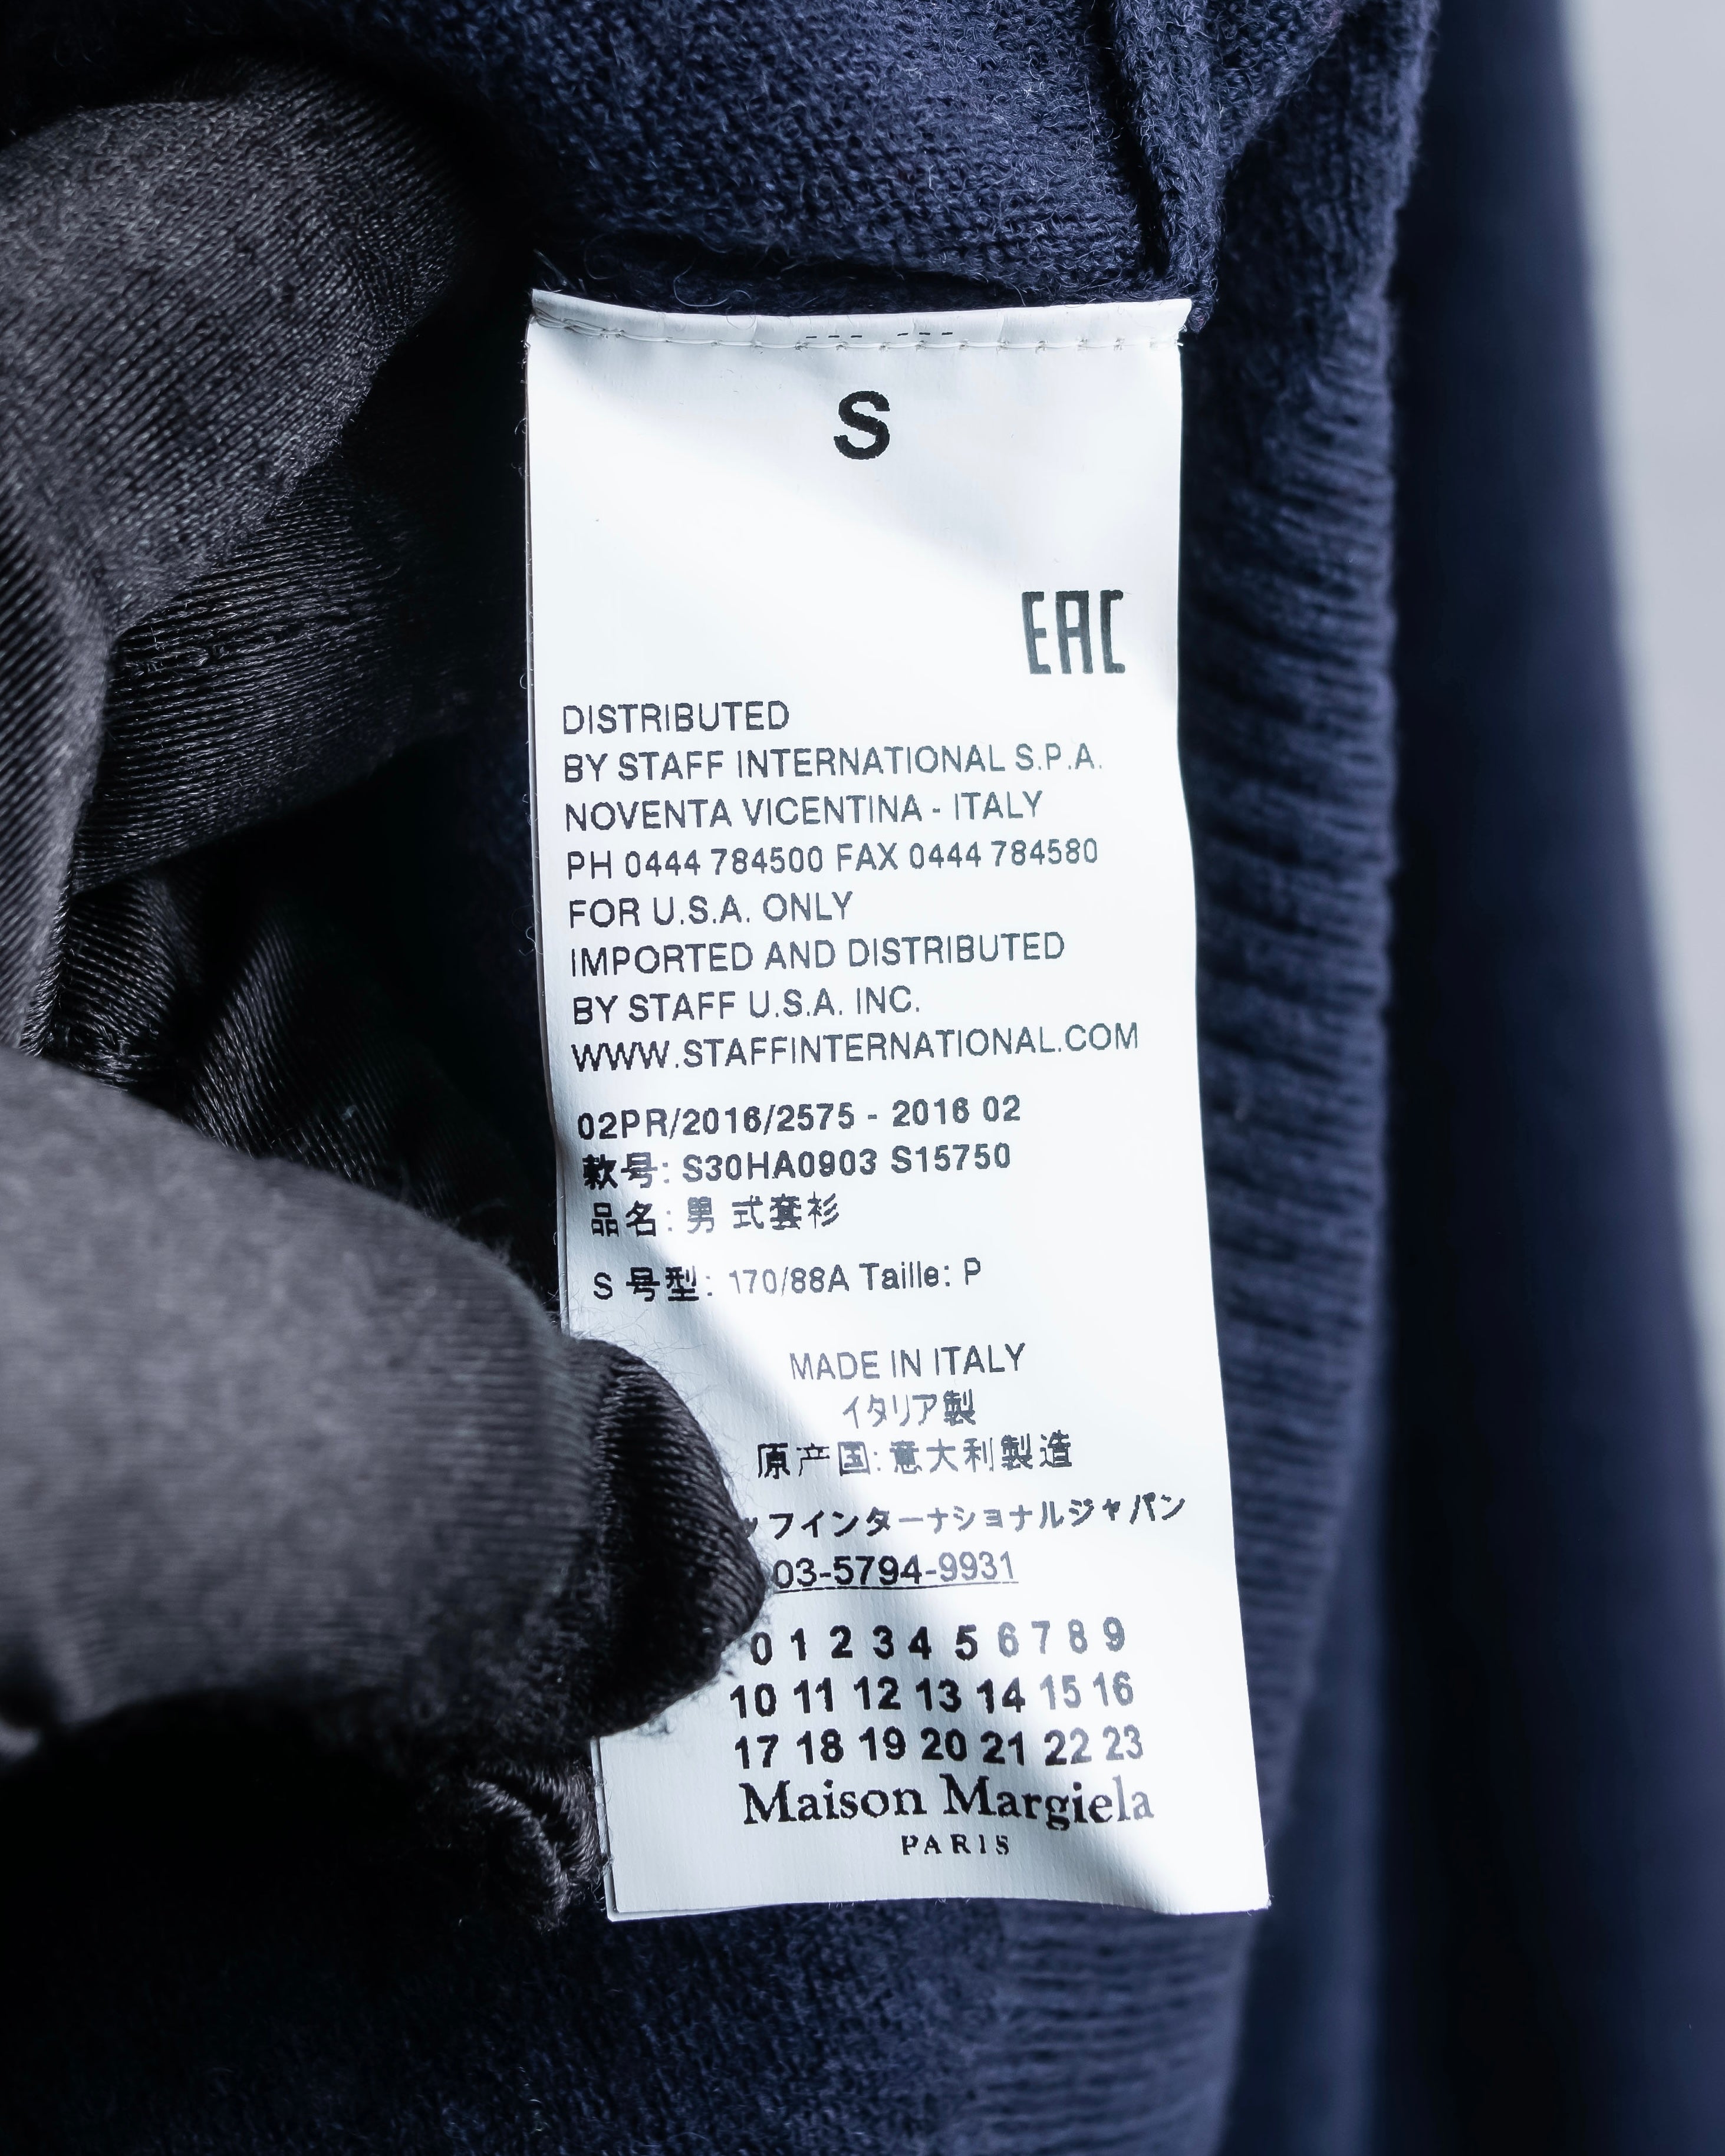 S
EAC
DISTRIBUTED
BY STAFF INTERNATIONAL S.P.A.
NOVENTA VICENTINA - ITALY
PH 0444 784500 FAX 0444 784580
FOR U.S.A. ONLY
IMPORTED AND DISTRIBUTED
BY STAFF U.S.A. INC.
WWW.STAFFINTERNATIONAL.COM
02PR/2016/2575 - 2016 02
款号: S30HA0903 S15750
品名: 男 式套衫
S 号型: 170/88A Taille: P
MADE IN ITALY
イタリア製
原产国: 意大利製造
ッフインターナショナルジャパン
03-5794-9931
0 1 2 3 4 5 6 7 8 9
10 11 12 13 14 15 16
17 18 19 20 21 22 23
Maison Margiela
PARIS